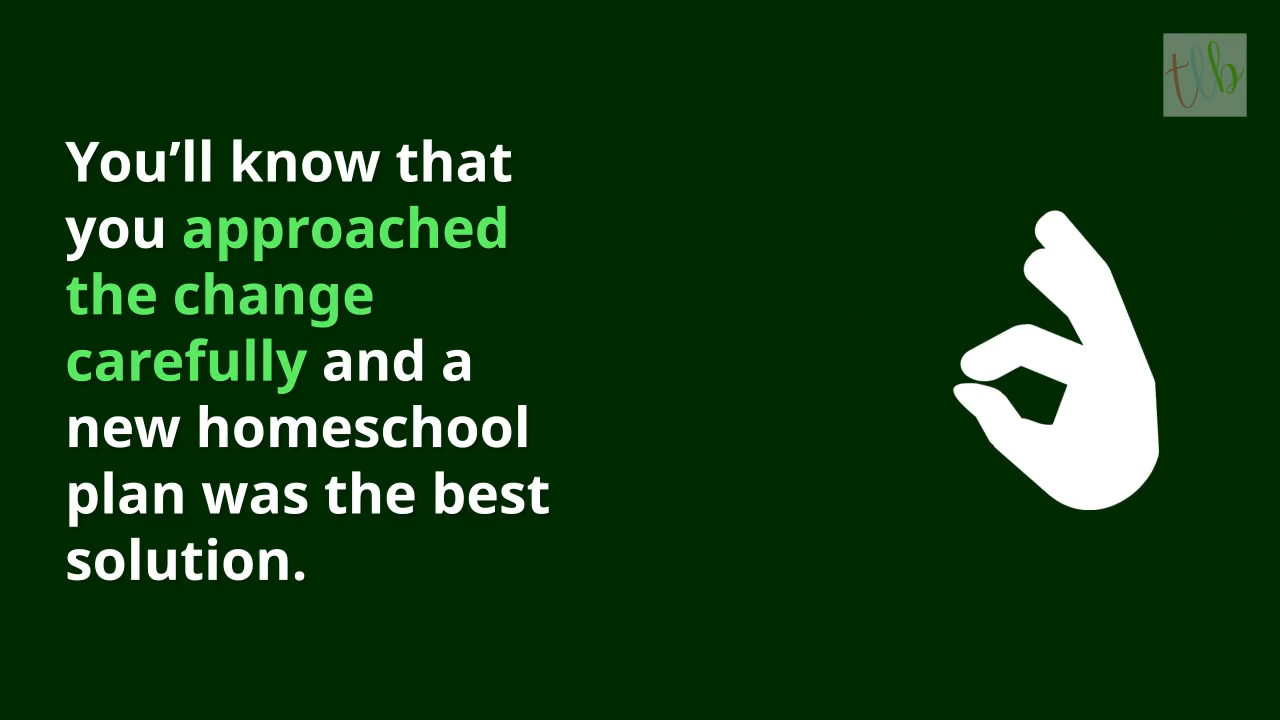 tlb
You’ll know that
you approached
the change
carefully and a
new homeschool
plan was the best
solution.